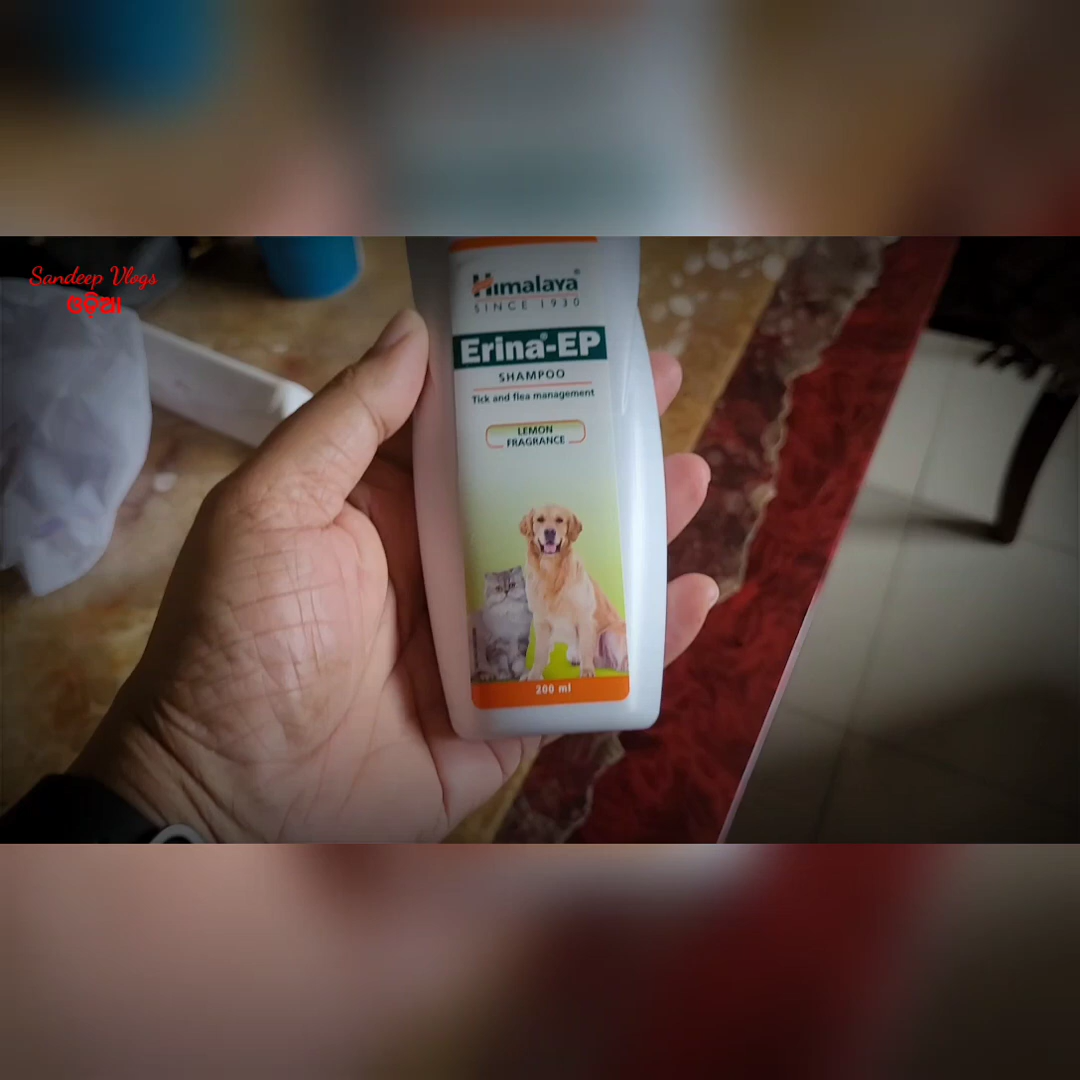 Sandeep Vlogs
ଓଡ଼ିଆ
Himalaya®
SINCE 1930
Erina®-EP
SHAMPOO
Tick and flea management
LEMON
FRAGRANCE
200 ml